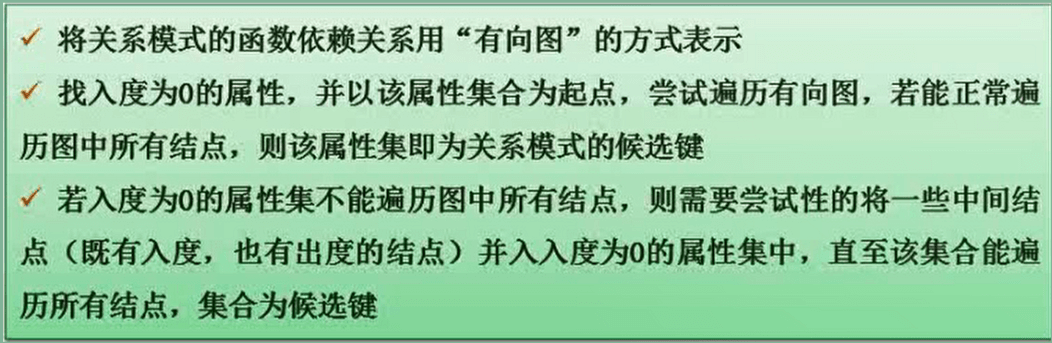 ✓ 将关系模式的函数依赖关系用“有向图”的方式表示
✓ 找入度为0的属性，并以该属性集合为起点，尝试遍历有向图，若能正常遍
历图中所有结点，则该属性集即为关系模式的候选键
✓ 若入度为0的属性集不能遍历图中所有结点，则需要尝试性的将一些中间结
点（既有入度，也有出度的结点）并入入度为0的属性集中，直至该集合能遍
历所有结点，集合为候选键